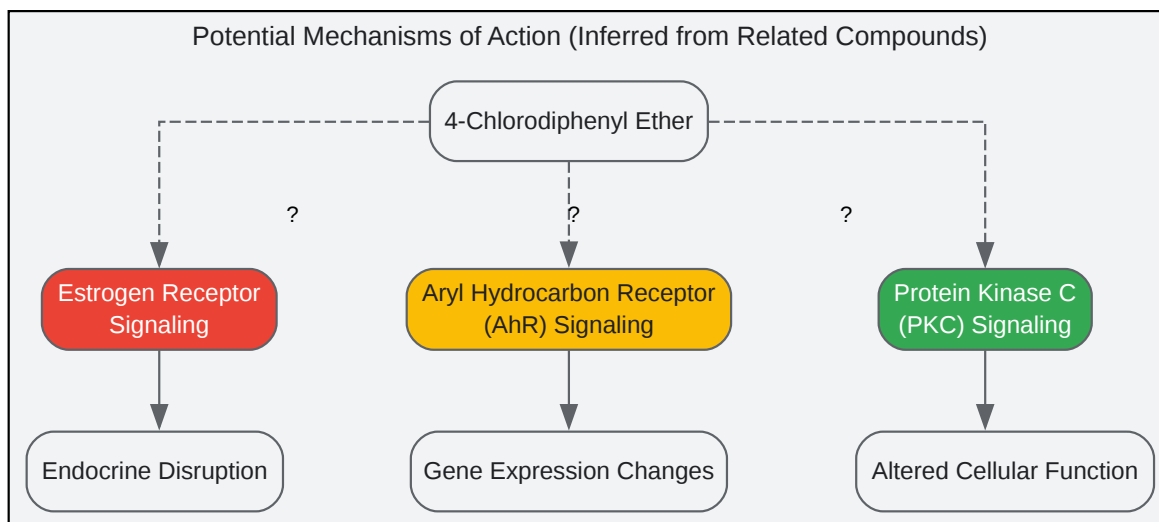 Potential Mechanisms of Action (Inferred from Related Compounds)
4-Chlorodiphenyl Ether
?
?
?
Estrogen Receptor
Signaling
Aryl Hydrocarbon Receptor
(AhR) Signaling
Protein Kinase C
(PKC) Signaling
Endocrine Disruption
Gene Expression Changes
Altered Cellular Function